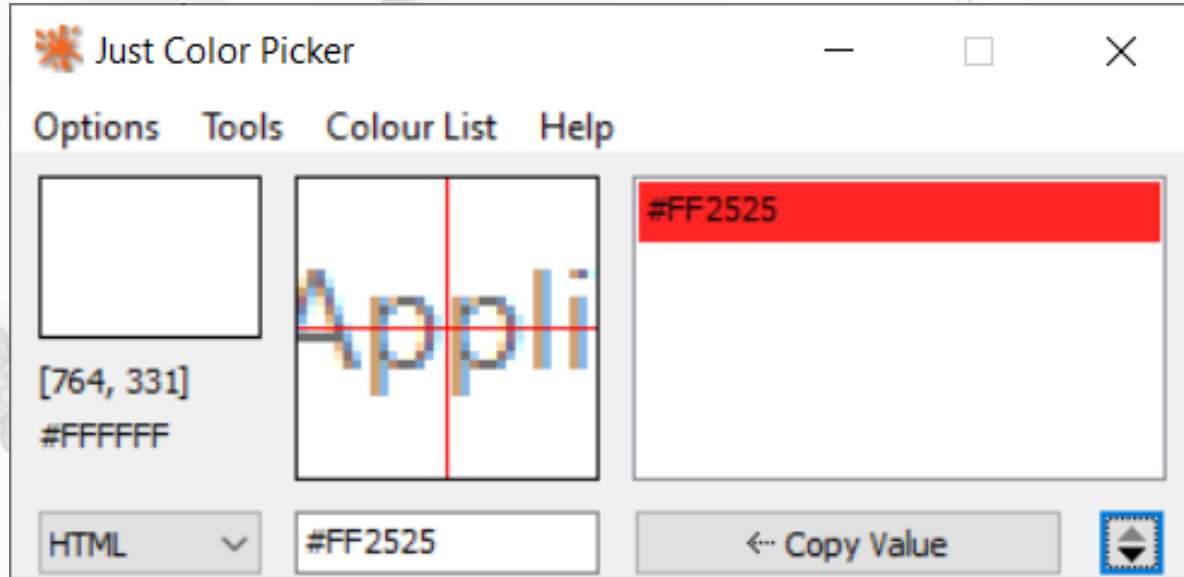 Just Color Picker
Options Tools Colour List Help
#FF2525
Appli
[764, 331]
#FFFFFF
HTML #FF2525 Copy Value